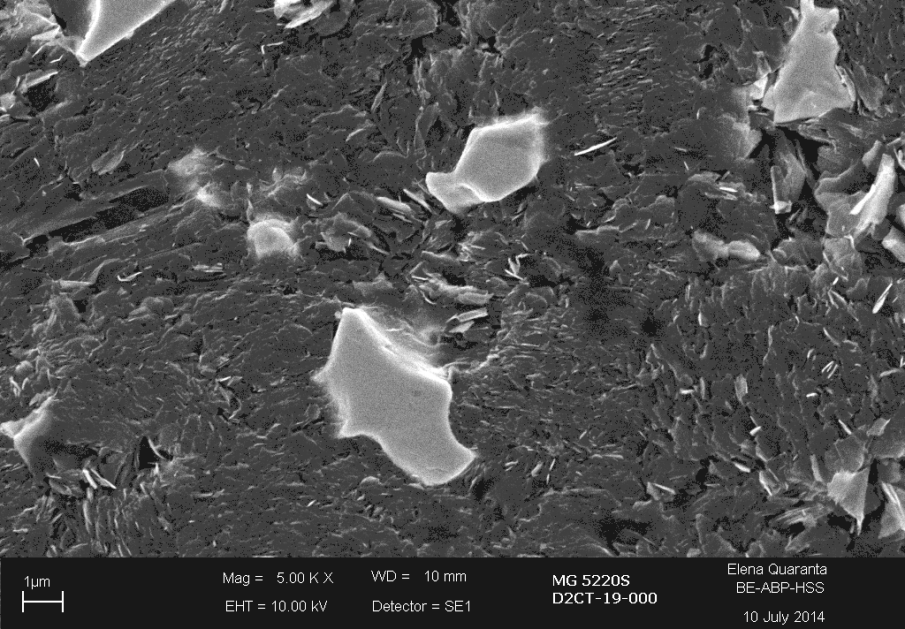 1µm
Mag = 5.00 K X
EHT = 10.00 kV
WD = 10 mm
Detector = SE1
MG 5220S
D2CT-19-000
Elena Quaranta
BE-ABP-HSS
10 July 2014